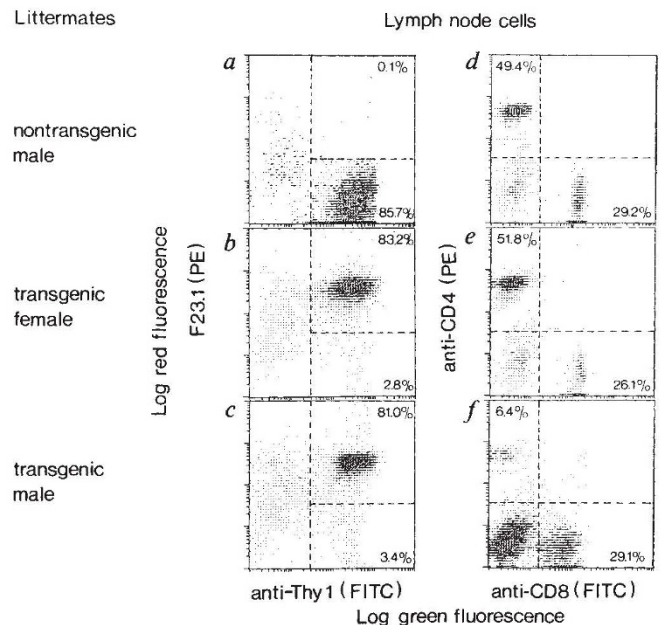 Littermates
Lymph node cells
nontransgenic
male
transgenic
female
transgenic
male
Log red fluorescence
F23.1 (PE)
a
0.1%
85.7%
b
83.2%
2.8%
c
81.0%
3.4%
anti-Thy1 (FITC)
anti-CD4 (PE)
d
49.4%
29.2%
e
51.8%
26.1%
f
6.4%
29.1%
anti-CD8 (FITC)
Log green fluorescence